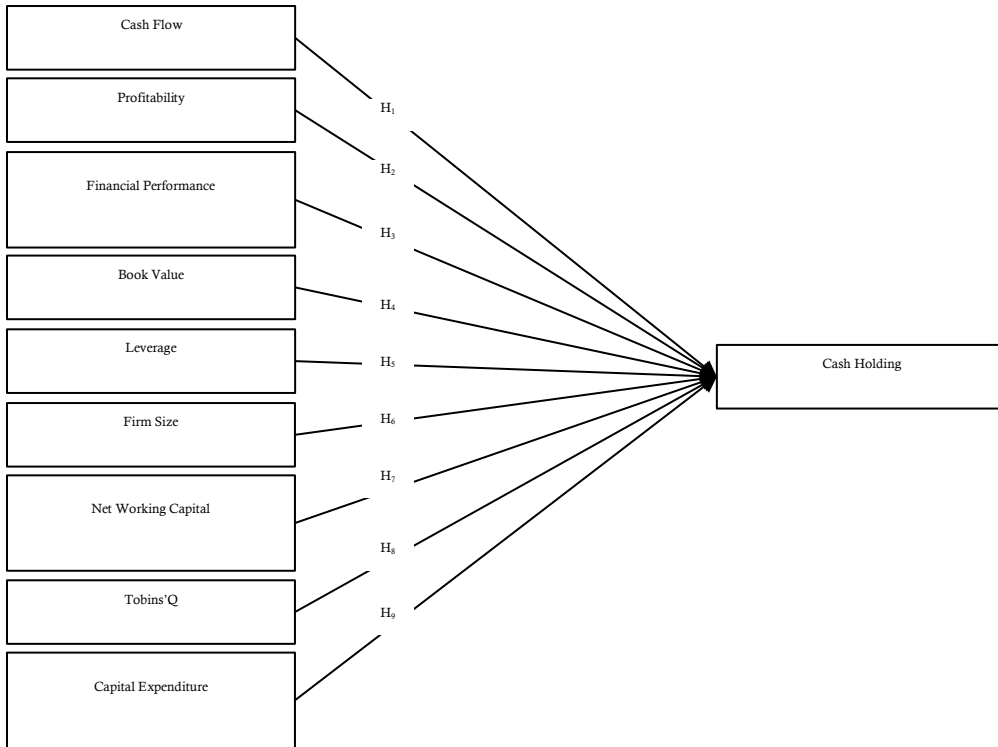 Cash Flow
Profitability
Financial Performance
Book Value
Leverage
Firm Size
Net Working Capital
Tobins’Q
Capital Expenditure
H₁
H₂
H₃
H₄
H₅
H₆
H₇
H₈
H₉
Cash Holding